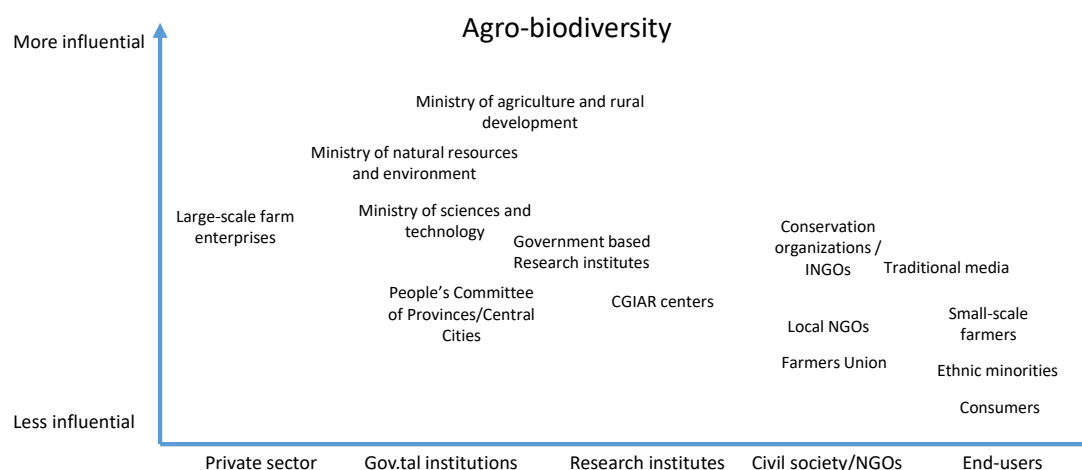 Agro-biodiversity
More influential
Ministry of agriculture and rural
development
Ministry of natural resources
and environment
Large-scale farm
enterprises
Ministry of sciences and
technology
Government based
Research institutes
Conservation
organizations /
INGOs
Traditional media
People's Committee
of Provinces/Central
Cities
CGIAR centers
Local NGOs
Small-scale
farmers
Farmers Union
Ethnic minorities
Consumers
Less influential
Private sector
Gov.tal institutions
Research institutes
Civil society/NGOs
End-users